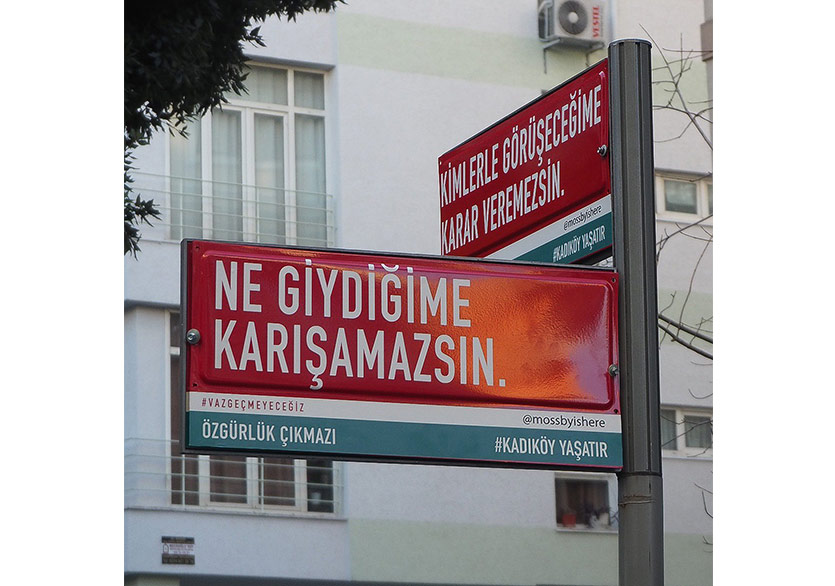 VESTEL
KİMLERLE GÖRÜŞECEĞİME
KARAR VEREMEZSİN.
@mossbyishere
#KADIKÖY YAŞATIR
NE GİYDİĞİME
KARIŞAMAZSIN.
#VAZGEÇMEYECEĞİZ
@mossbyishere
ÖZGÜRLÜK ÇIKMAZI
#KADIKÖY YAŞATIR